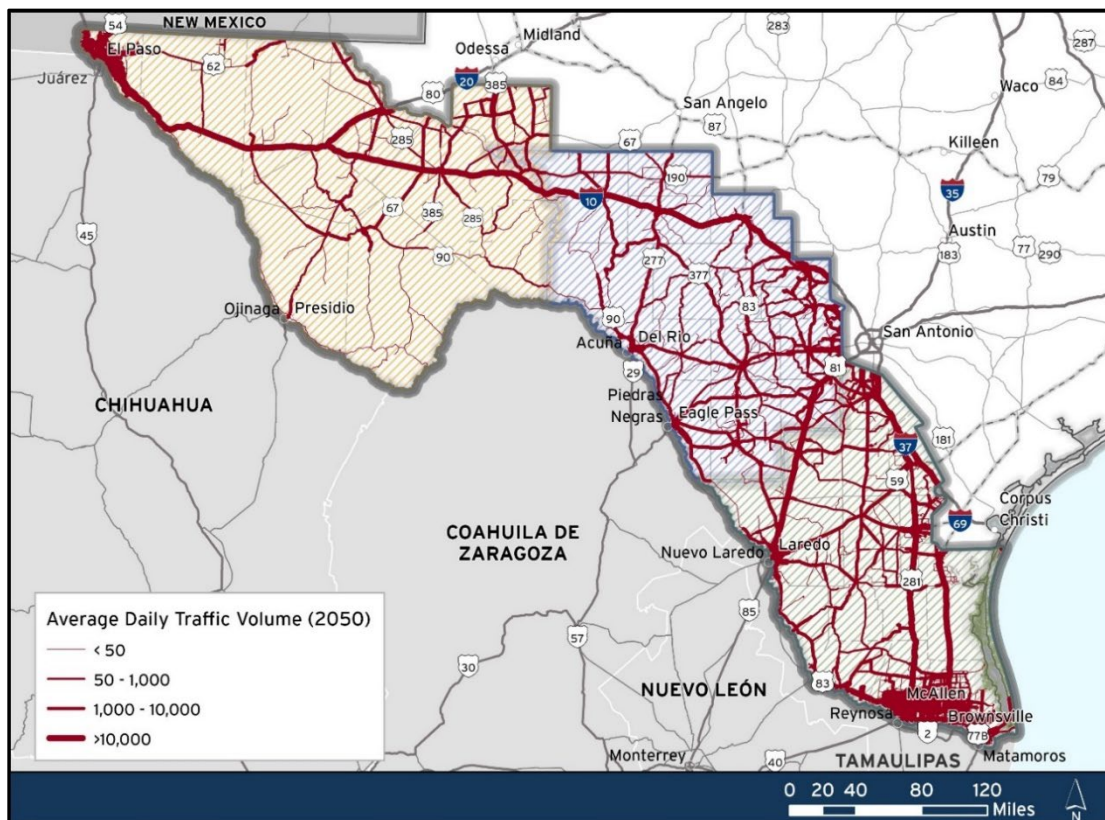 NEW MEXICO
54
El Paso
Juárez
62
Odessa
Midland
20
385
80
283
287
84
Waco
San Angelo
87
Killeen
285
67
190
79
10
35
Austin
67
385
285
90
277
377
83
183
77
290
45
Ojinaga
Presidio
90
Acuña
Del Rio
29
San Antonio
81
Piedras
Negras
Eagle Pass
CHIHUAHUA
37
181
59
COAHUILA DE
ZARAGOZA
Corpus
Christi
69
Nuevo Laredo
Laredo
281
85
57
30
83
NUEVO LEÓN
McAllen
Reynosa
Brownsville
2
77B
Monterrey
40
TAMAULIPAS
Matamoros
Average Daily Traffic Volume (2050)
< 50
50 - 1,000
1,000 - 10,000
>10,000
0 20 40 80 120
Miles
N